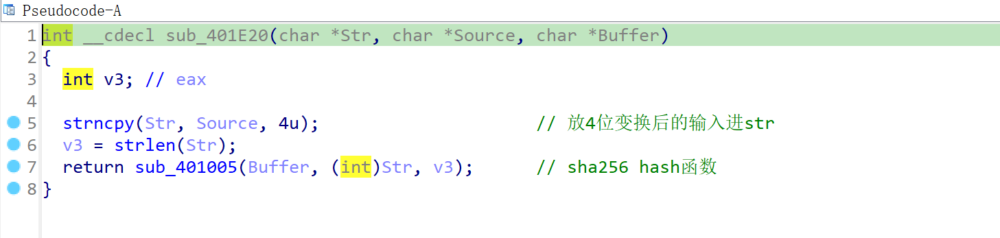 Pseudocode-A
1 int __cdecl sub_401E20(char *Str, char *Source, char *Buffer)
2 {
3   int v3; // eax
4
5   strncpy(Str, Source, 4u);                     // 放4位变换后的输入进str
6   v3 = strlen(Str);
7   return sub_401005(Buffer, (int)Str, v3);      // sha256 hash函数
8 }